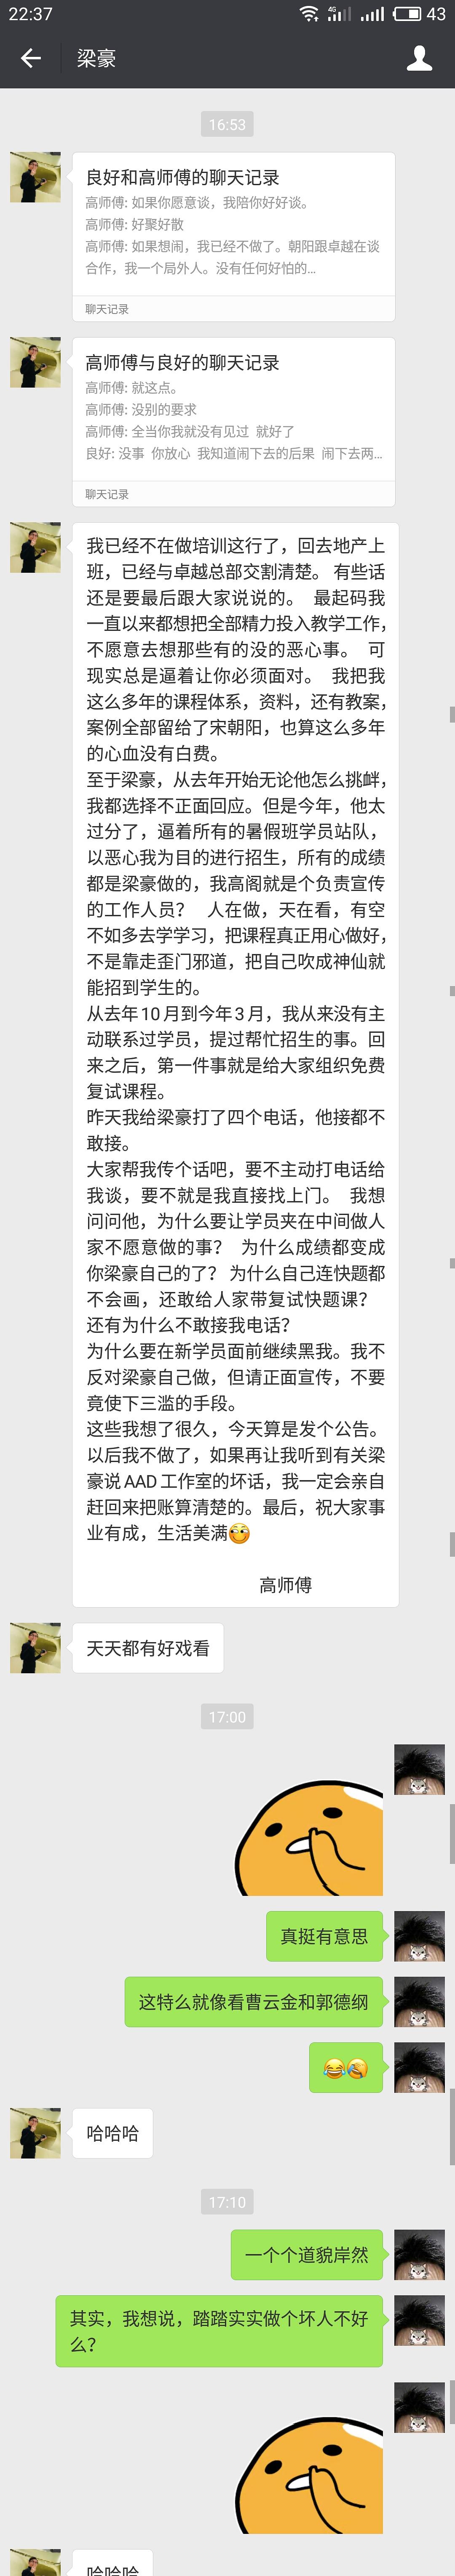 22:37
4G
43
梁豪
16:53
良好和高师傅的聊天记录
高师傅: 如果你愿意谈，我陪你好好谈。
高师傅: 好聚好散
高师傅: 如果想闹，我已经不做了。朝阳跟卓越在谈
合作，我一个局外人。没有任何好怕的...
聊天记录
高师傅与良好的聊天记录
高师傅: 就这点。
高师傅: 没别的要求
高师傅: 全当你我就没有见过 就好了
良好: 没事 你放心 我知道闹下去的后果 闹下去两...
聊天记录
我已经不在做培训这行了，回去地产上
班，已经与卓越总部交割清楚。 有些话
还是要最后跟大家说说的。 最起码我
一直以来都想把全部精力投入教学工作，
不愿意去想那些有的没的恶心事。 可
现实总是逼着让你必须面对。 我把我
这么多年的课程体系，资料，还有教案，
案例全部留给了宋朝阳，也算这么多年
的心血没有白费。
至于梁豪，从去年开始无论他怎么挑衅，
我都选择不正面回应。但是今年，他太
过分了，逼着所有的暑假班学员站队，
以恶心我为目的进行招生，所有的成绩
都是梁豪做的，我高阁就是个负责宣传
的工作人员？ 人在做，天在看，有空
不如多去学学习，把课程真正用心做好，
不是靠走歪门邪道，把自己吹成神仙就
能招到学生的。
从去年10月到今年3月，我从来没有主
动联系过学员，提过帮忙招生的事。回
来之后，第一件事就是给大家组织免费
复试课程。
昨天我给梁豪打了四个电话，他接都不
敢接。
大家帮我传个话吧，要不主动打电话给
我谈，要不就是我直接找上门。 我想
问问他，为什么要让学员夹在中间做人
家不愿意做的事？ 为什么成绩都变成
你梁豪自己的了？ 为什么自己连快题都
不会画，还敢给人家带复试快题课？
还有为什么不敢接我电话？
为什么要在新学员面前继续黑我。我不
反对梁豪自己做，但请正面宣传，不要
竟使下三滥的手段。
这些我想了很久，今天算是发个公告。
以后我不做了，如果再让我听到有关梁
豪说AAD工作室的坏话，我一定会亲自
赶回来把账算清楚的。最后，祝大家事
业有成，生活美满
高师傅
天天都有好戏看
17:00
真挺有意思
这特么就像看曹云金和郭德纲
哈哈哈
17:10
一个个道貌岸然
其实，我想说，踏踏实实做个坏人不好
么？
哈哈哈